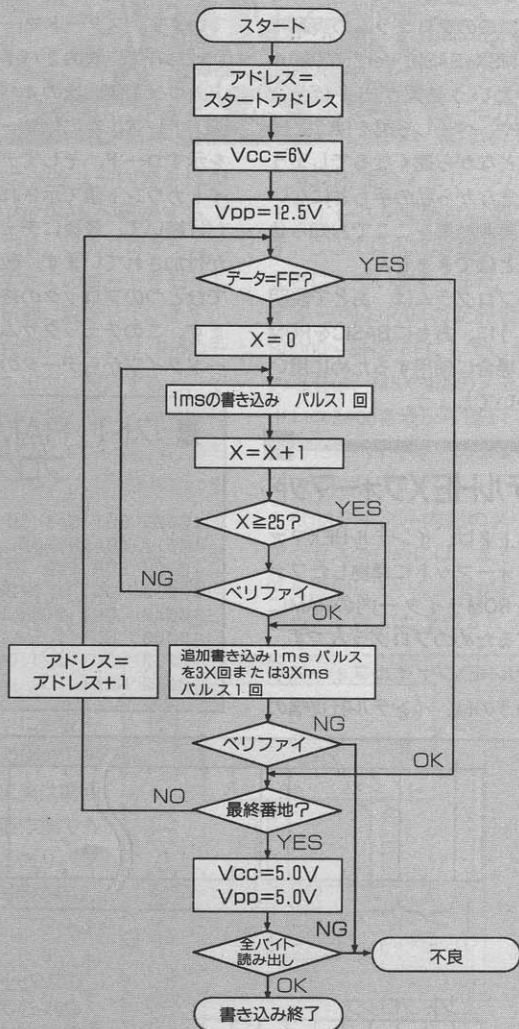 スタート
アドレス=
スタートアドレス
Vcc=6V
Vpp=12.5V
データ=FF?
YES
X=0
1msの書き込み パルス1回
X=X+1
X≧25?
YES
NG
ベリファイ
OK
アドレス=
アドレス+1
追加書き込み1ms パルス
を3X回または3Xms
パルス1回
NG
ベリファイ
OK
NO
最終番地?
YES
Vcc=5.0V
Vpp=5.0V
NG
全バイト
読み出し
不良
OK
書き込み終了